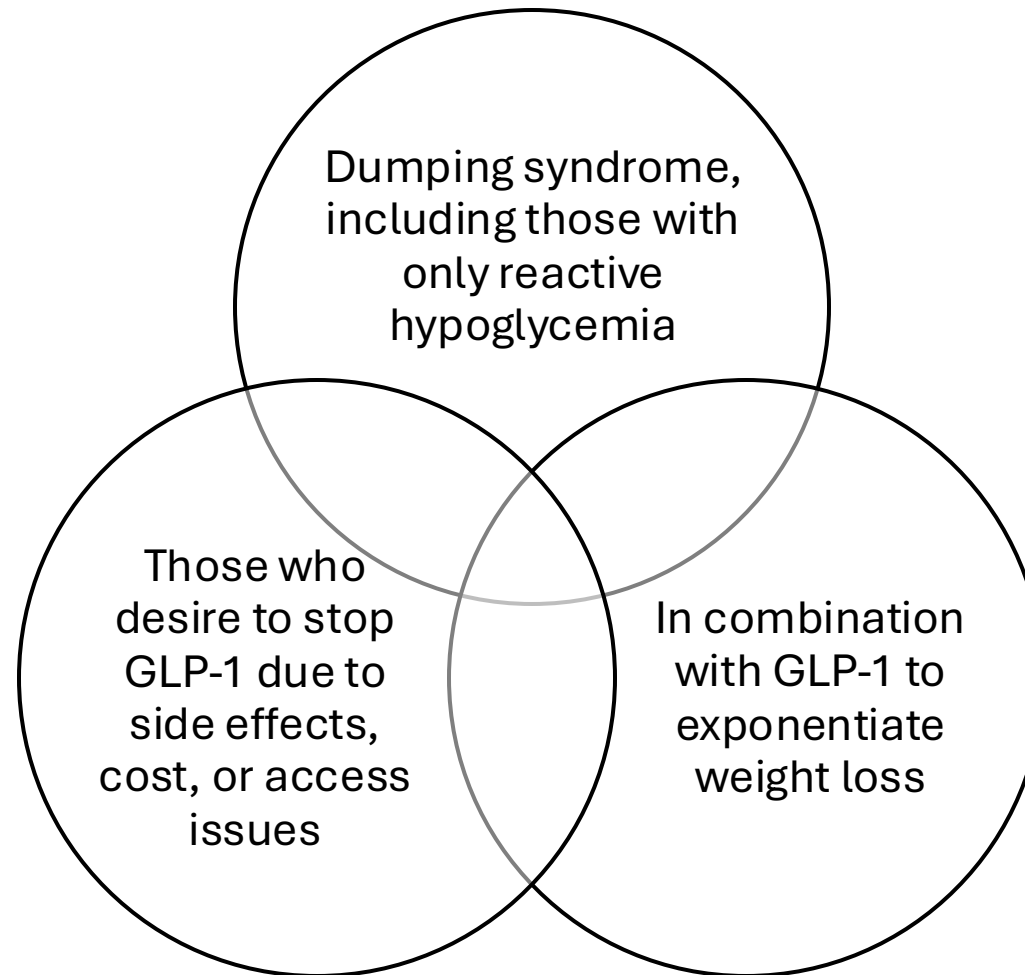 Dumping syndrome,
including those with
only reactive
hypoglycemia
Those who
desire to stop
GLP-1 due to
side effects,
cost, or access
issues
In combination
with GLP-1 to
exponentiate
weight loss